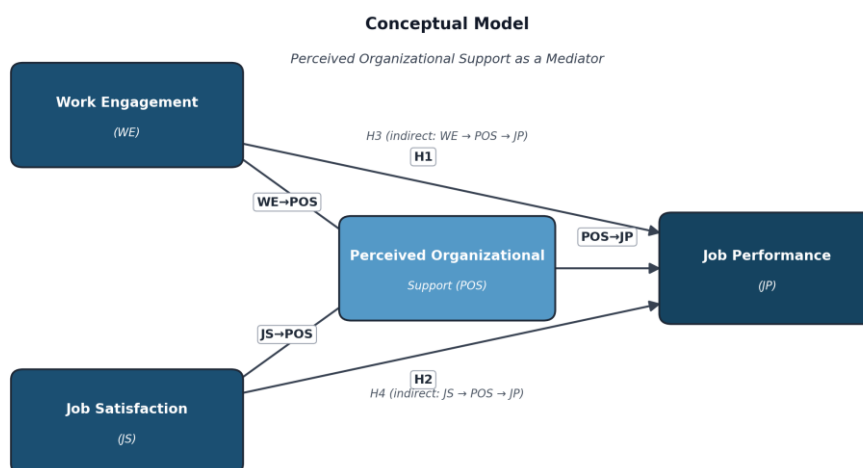 Conceptual Model
Perceived Organizational Support as a Mediator
Work Engagement
(WE)
H3 (indirect: WE → POS → JP)
H1
WE→POS
POS→JP
Perceived Organizational
Support (POS)
Job Performance
(JP)
JS→POS
H2
H4 (indirect: JS → POS → JP)
Job Satisfaction
(JS)